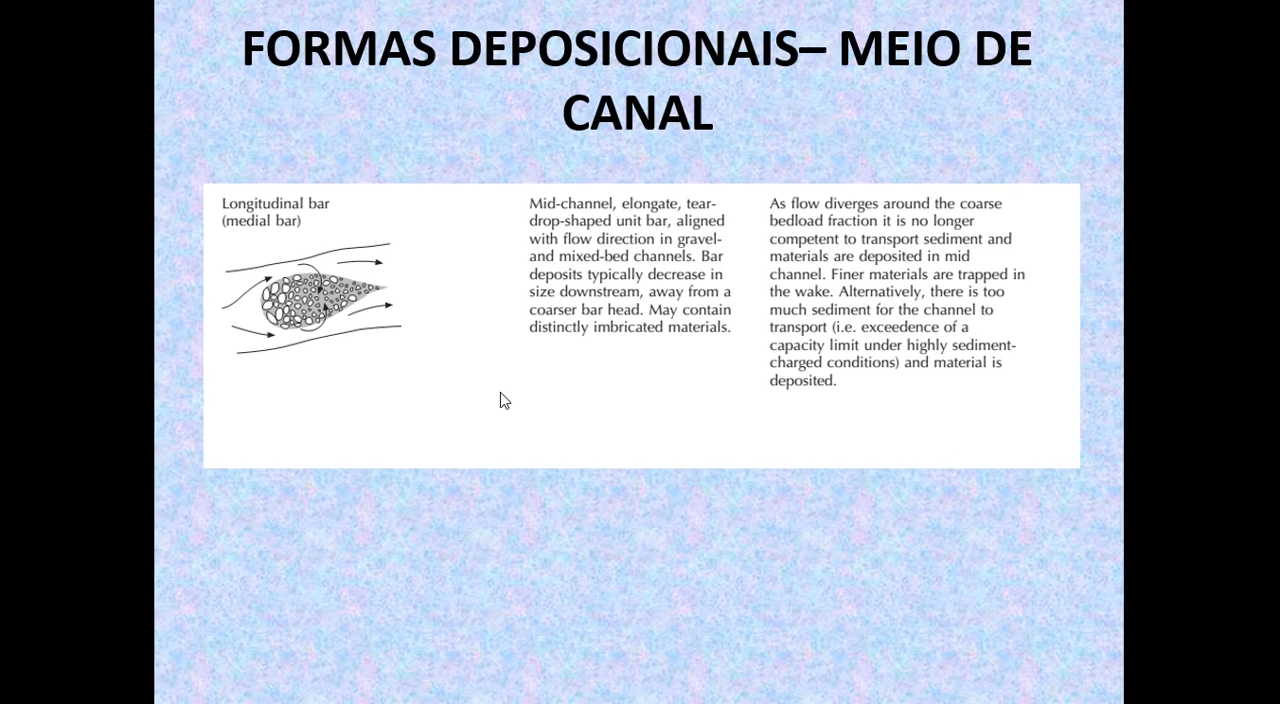 FORMAS DEPOSICIONAIS– MEIO DE
CANAL
Longitudinal bar
(medial bar)
Mid-channel, elongate, tear-
drop-shaped unit bar, aligned
with flow direction in gravel-
and mixed-bed channels. Bar
deposits typically decrease in
size downstream, away from a
coarser bar head. May contain
distinctly imbricated materials.
As flow diverges around the coarse
bedload fraction it is no longer
competent to transport sediment and
materials are deposited in mid
channel. Finer materials are trapped in
the wake. Alternatively, there is too
much sediment for the channel to
transport (i.e. exceedence of a
capacity limit under highly sediment-
charged conditions) and material is
deposited.